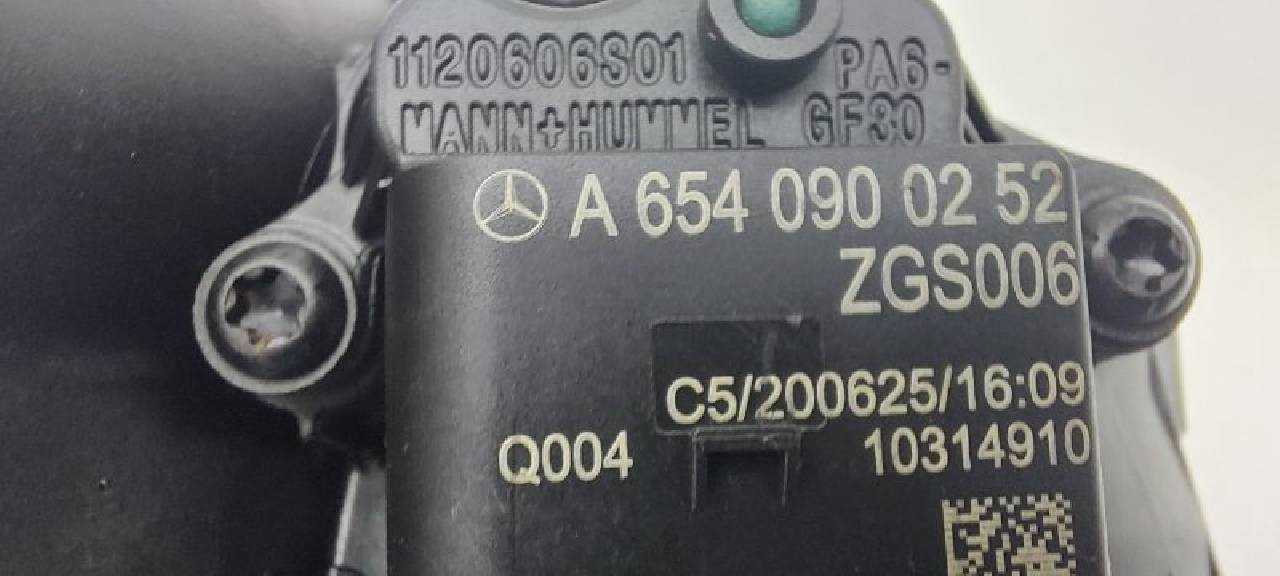 1120606S01 PA6-
MANN+HUMMEL GF30
A 654 090 02 52
ZGS006
C5/200625/16:09
Q004 10314910